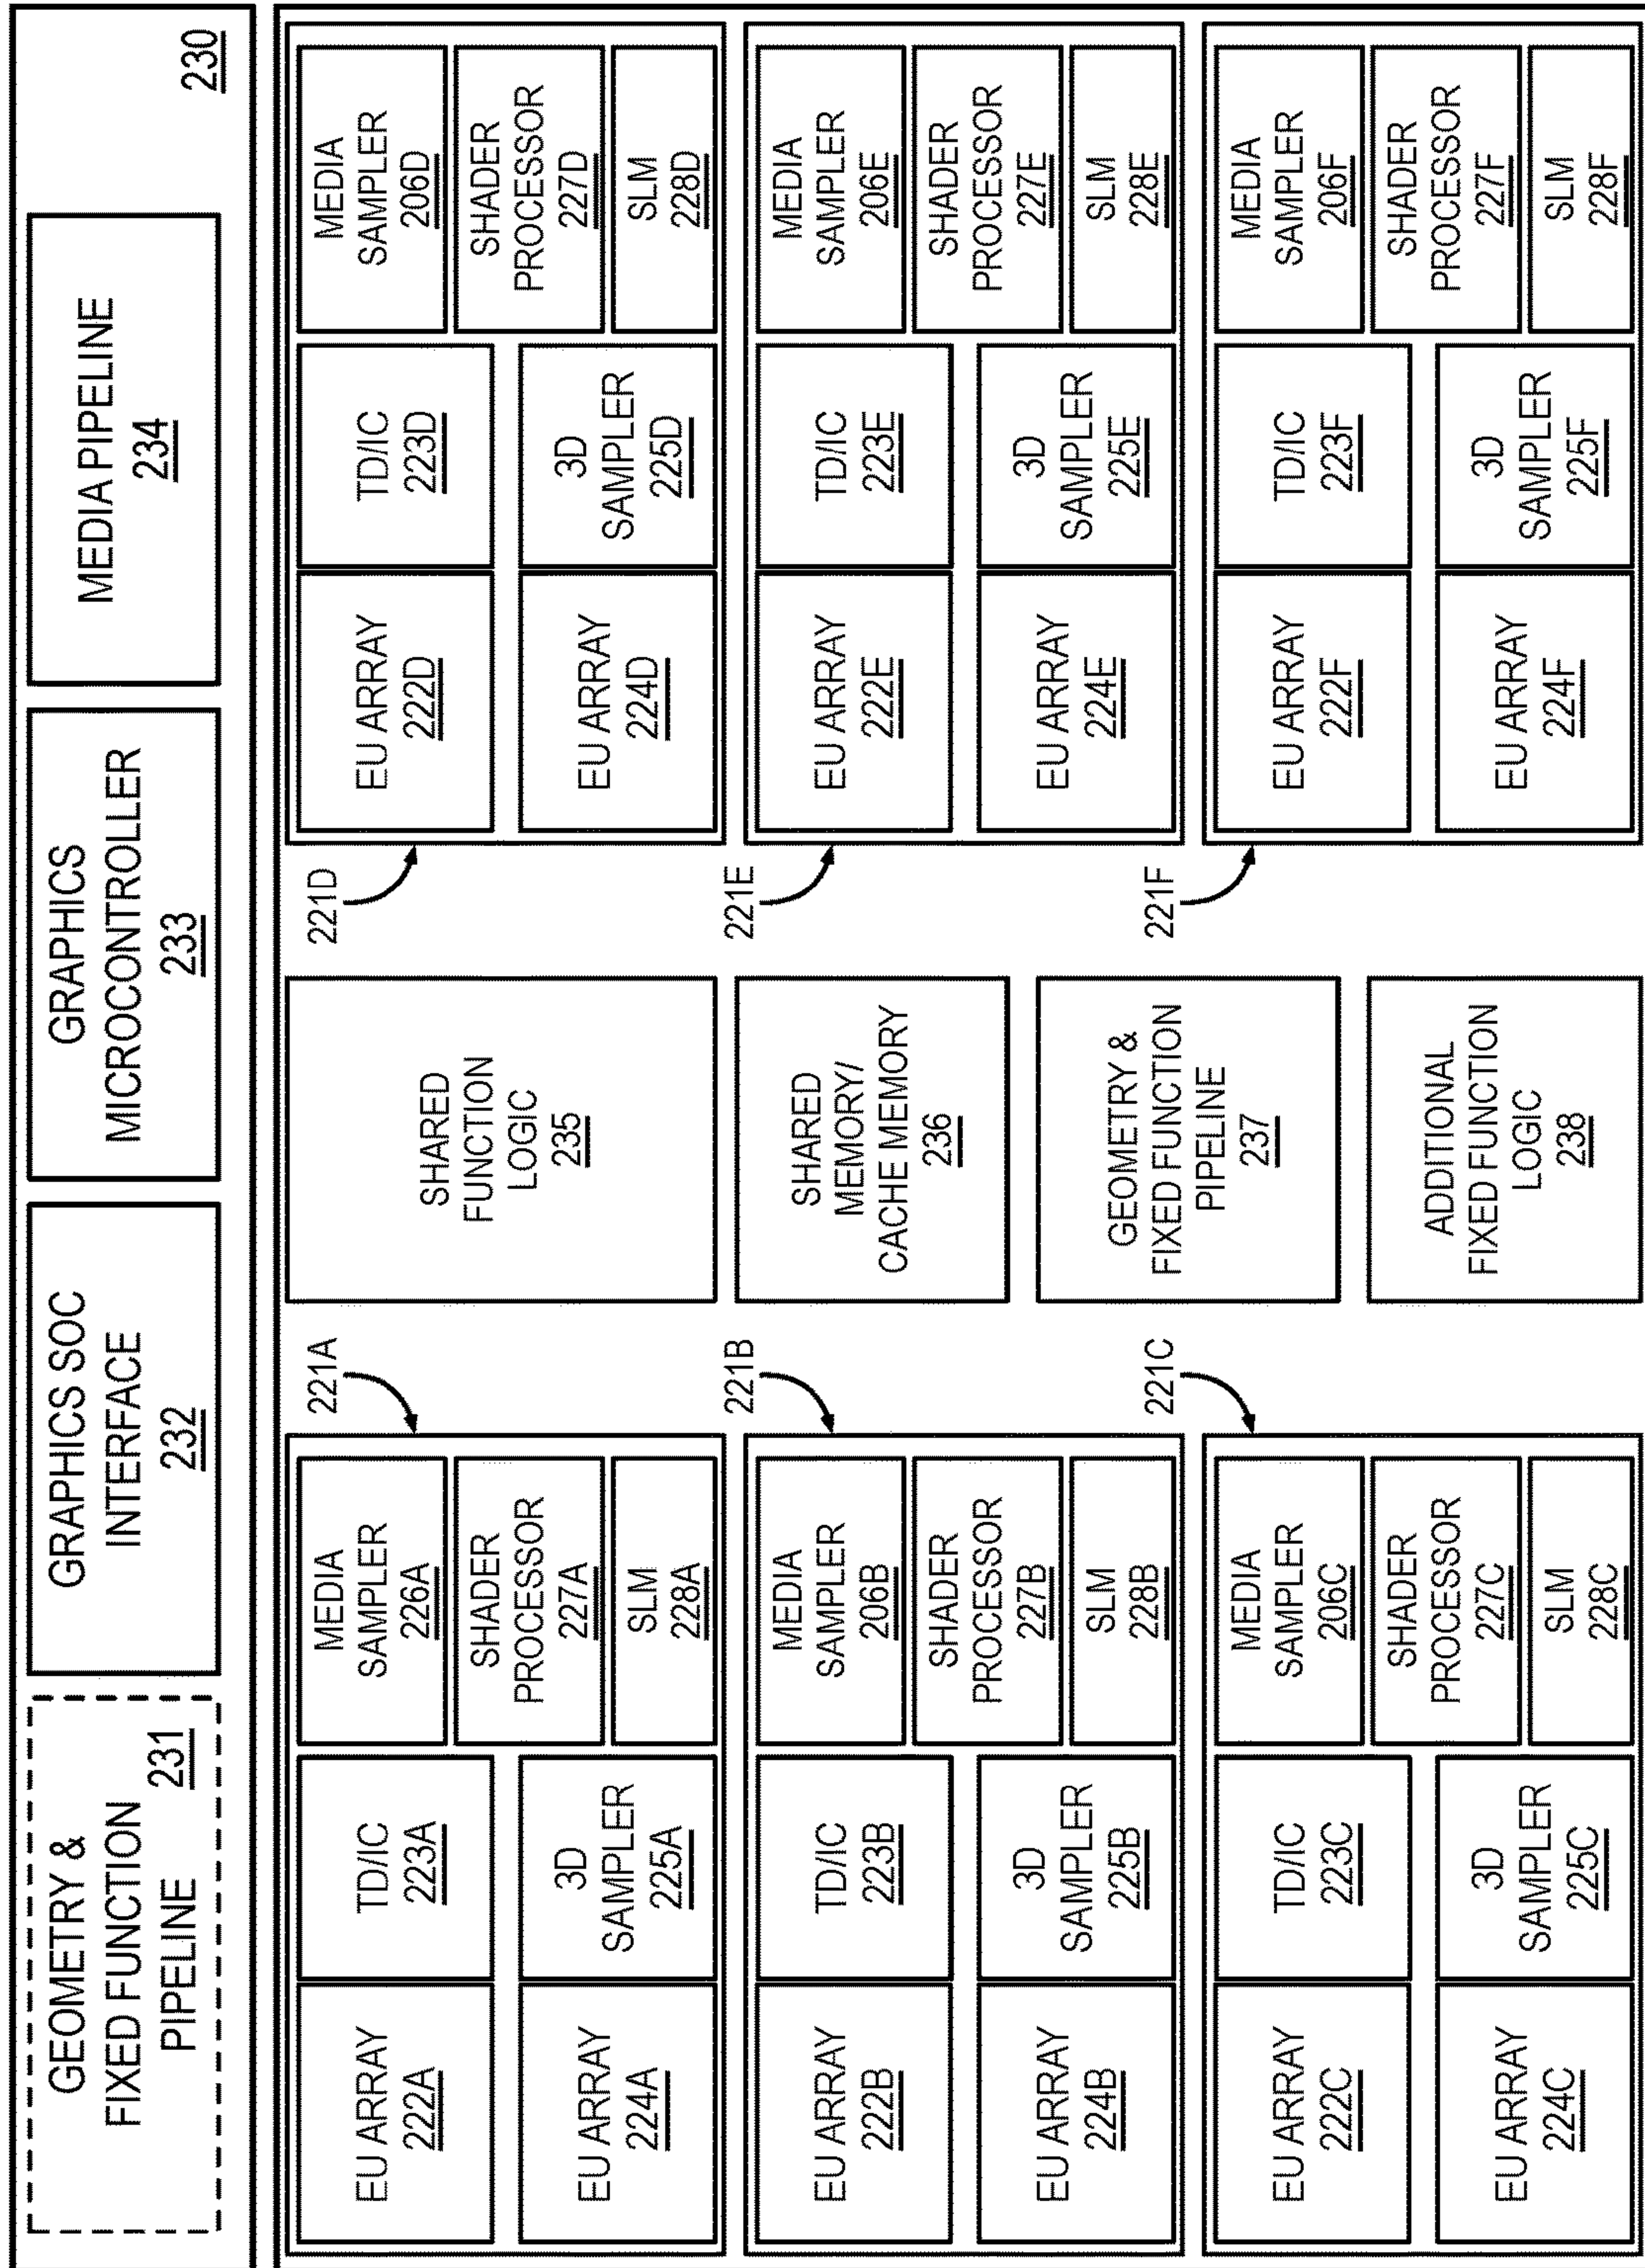 GEOMETRY &
FIXED FUNCTION
PIPELINE
231
GRAPHICS SOC
INTERFACE
232
GRAPHICS
MICROCONTROLLER
233
MEDIA PIPELINE
234
230
221A
EU ARRAY
222A
TD/IC
223A
MEDIA
SAMPLER
226A
SHADER
PROCESSOR
227A
EU ARRAY
224A
3D
SAMPLER
225A
SLM
228A
221B
EU ARRAY
222B
TD/IC
223B
MEDIA
SAMPLER
206B
SHADER
PROCESSOR
227B
EU ARRAY
224B
3D
SAMPLER
225B
SLM
228B
221C
EU ARRAY
222C
TD/IC
223C
MEDIA
SAMPLER
206C
SHADER
PROCESSOR
227C
EU ARRAY
224C
3D
SAMPLER
225C
SLM
228C
SHARED
FUNCTION
LOGIC
235
SHARED
MEMORY/
CACHE MEMORY
236
GEOMETRY &
FIXED FUNCTION
PIPELINE
237
ADDITIONAL
FIXED FUNCTION
LOGIC
238
221D
EU ARRAY
222D
TD/IC
223D
MEDIA
SAMPLER
206D
SHADER
PROCESSOR
227D
EU ARRAY
224D
3D
SAMPLER
225D
SLM
228D
221E
EU ARRAY
222E
TD/IC
223E
MEDIA
SAMPLER
206E
SHADER
PROCESSOR
227E
EU ARRAY
224E
3D
SAMPLER
225E
SLM
228E
221F
EU ARRAY
222F
TD/IC
223F
MEDIA
SAMPLER
206F
SHADER
PROCESSOR
227F
EU ARRAY
224F
3D
SAMPLER
225F
SLM
228F